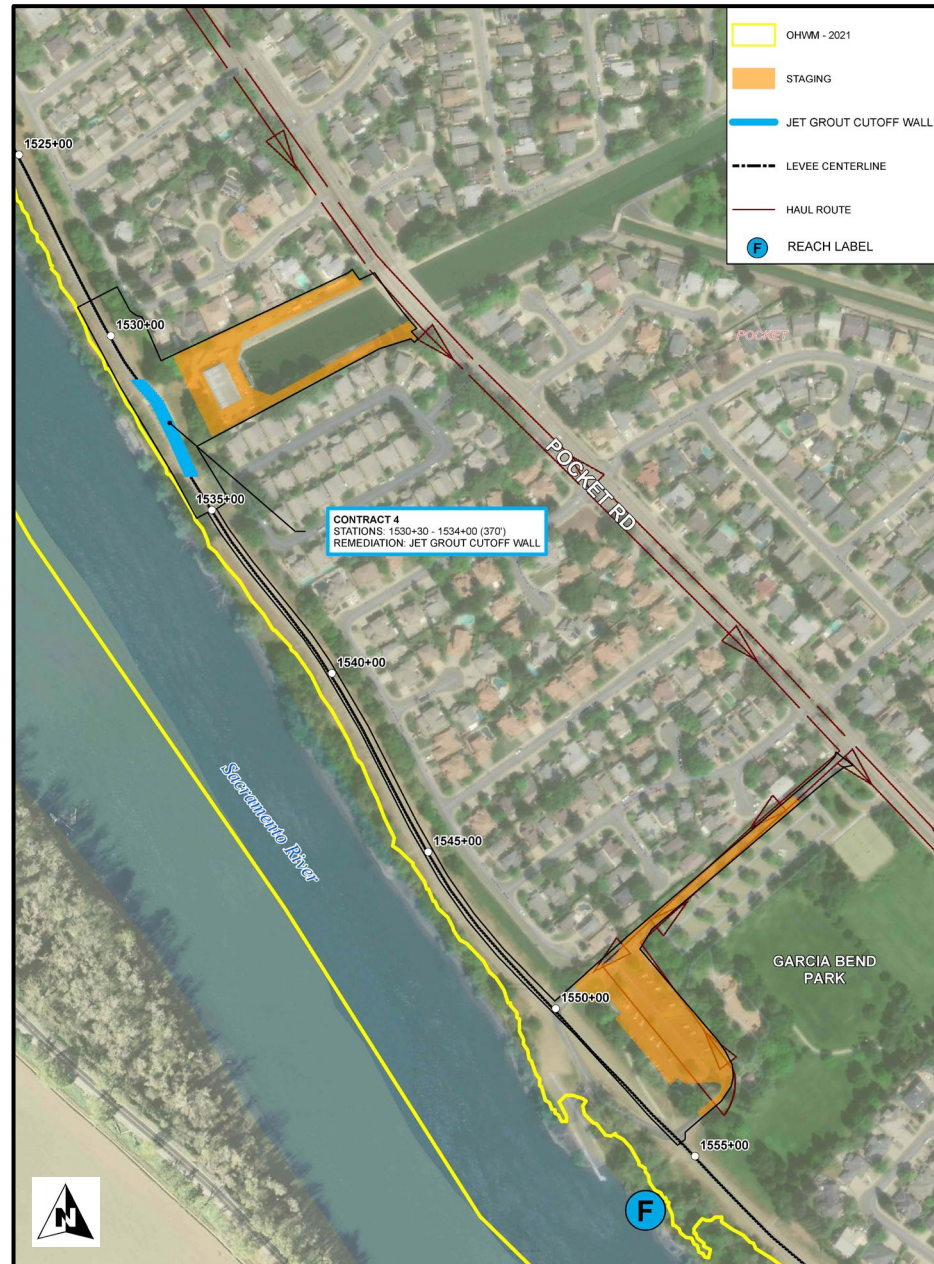 OHWM - 2021
STAGING
JET GROUT CUTOFF WALL
LEVEE CENTERLINE
HAUL ROUTE
F REACH LABEL
1525+00
1530+00
POCKET
POCKET RD
1535+00
CONTRACT 4
STATIONS: 1530+30 - 1534+00 (370')
REMEDIATION: JET GROUT CUTOFF WALL
1540+00
Sacramento River
1545+00
GARCIA BEND
PARK
1550+00
1555+00
F
N